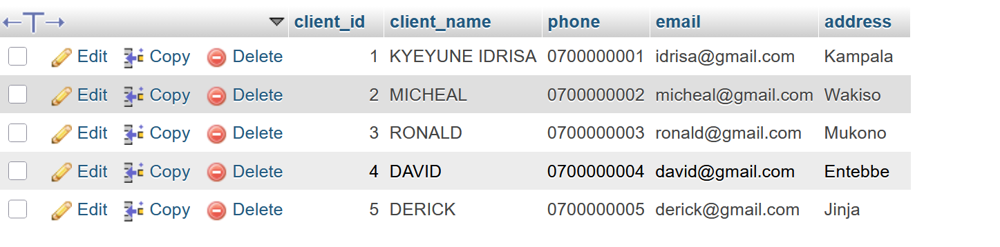 ←T→ client_id client_name phone email address
Edit Copy Delete 1 KYEYUNE IDRISA 0700000001 idrisa@gmail.com Kampala
Edit Copy Delete 2 MICHEAL 0700000002 micheal@gmail.com Wakiso
Edit Copy Delete 3 RONALD 0700000003 ronald@gmail.com Mukono
Edit Copy Delete 4 DAVID 0700000004 david@gmail.com Entebbe
Edit Copy Delete 5 DERICK 0700000005 derick@gmail.com Jinja